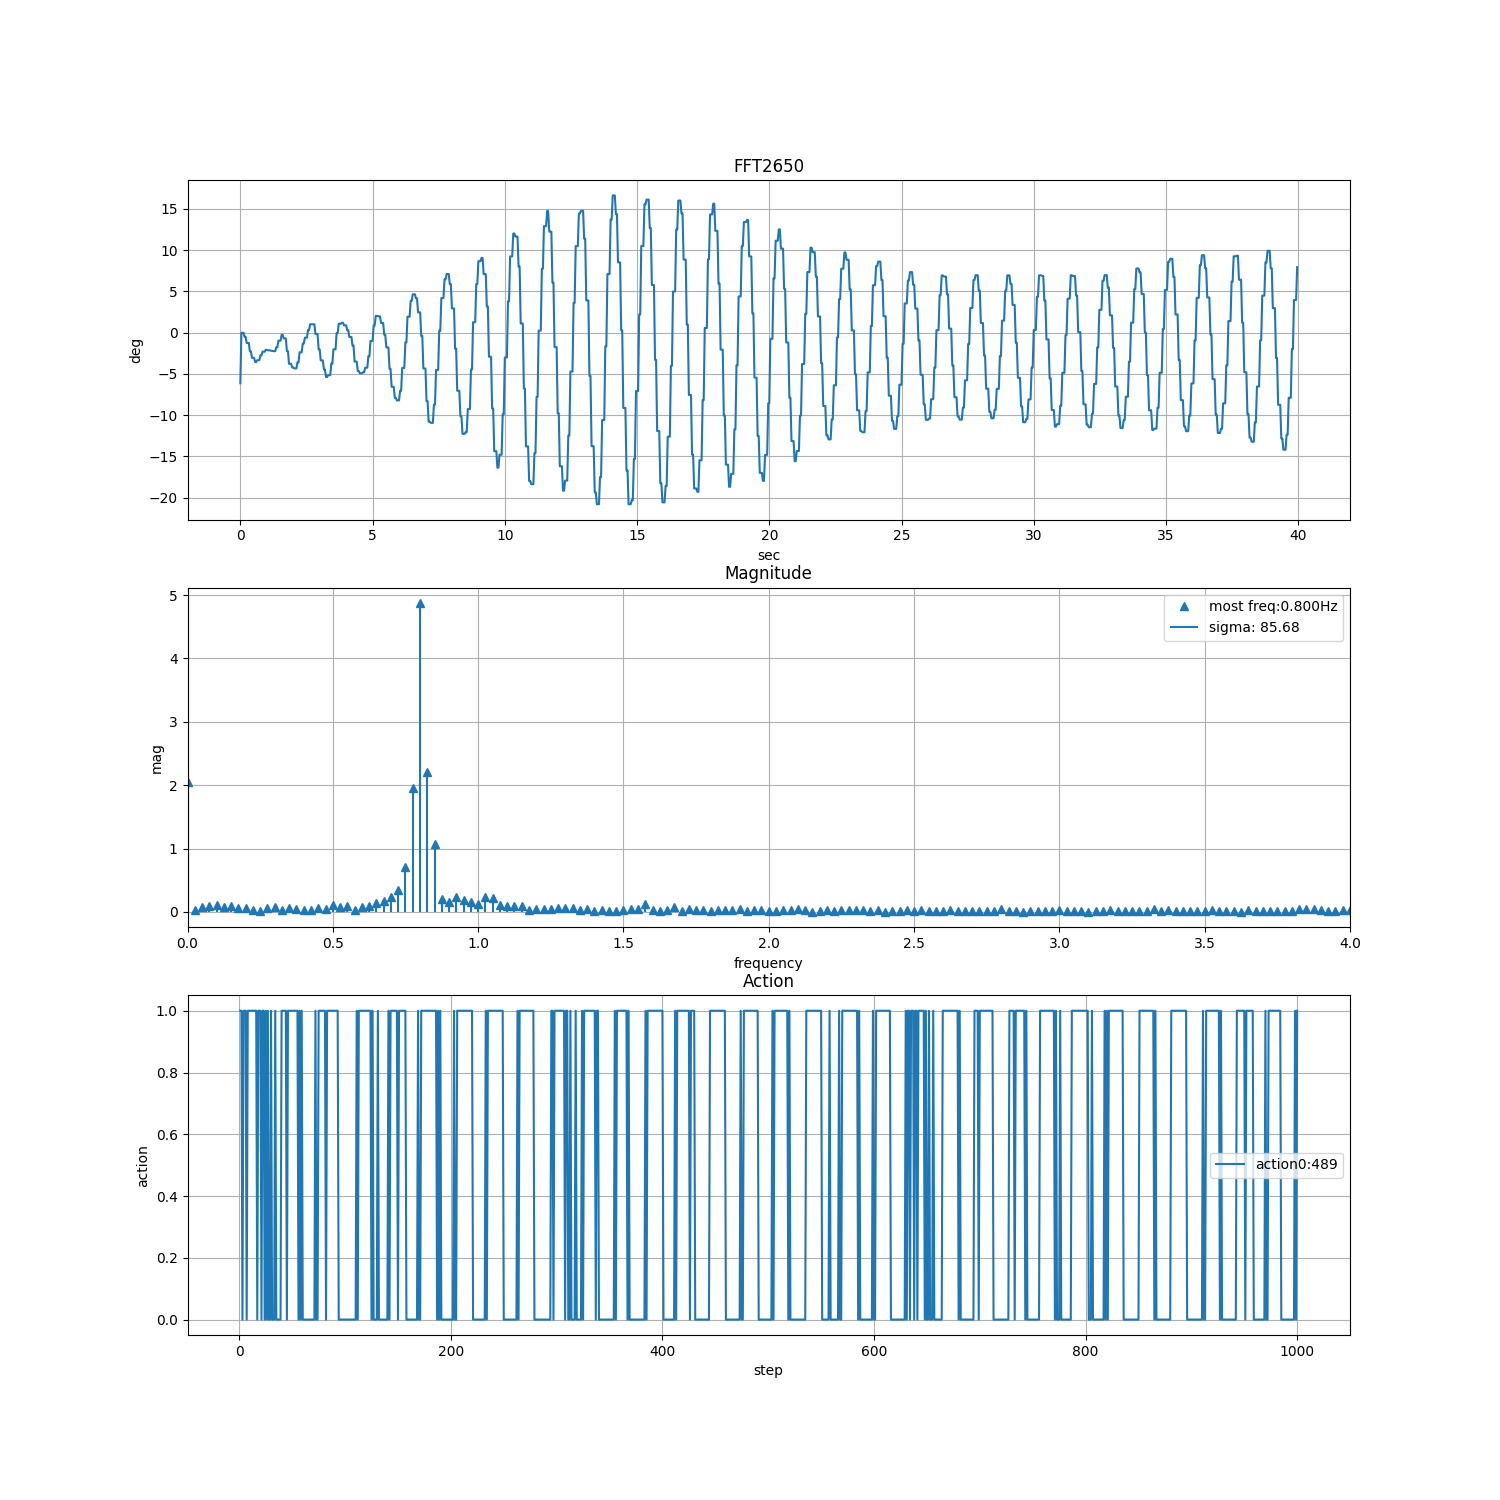 FFT2650
15
10
5
0
−5
−10
−15
−20
deg
0 5 10 15 20 25 30 35 40
sec
Magnitude
5
4
3
2
1
0
mag
most freq:0.800Hz
sigma: 85.68
0.0 0.5 1.0 1.5 2.0 2.5 3.0 3.5 4.0
frequency
Action
1.0
0.8
0.6
0.4
0.2
0.0
action
action0:489
0 200 400 600 800 1000
step